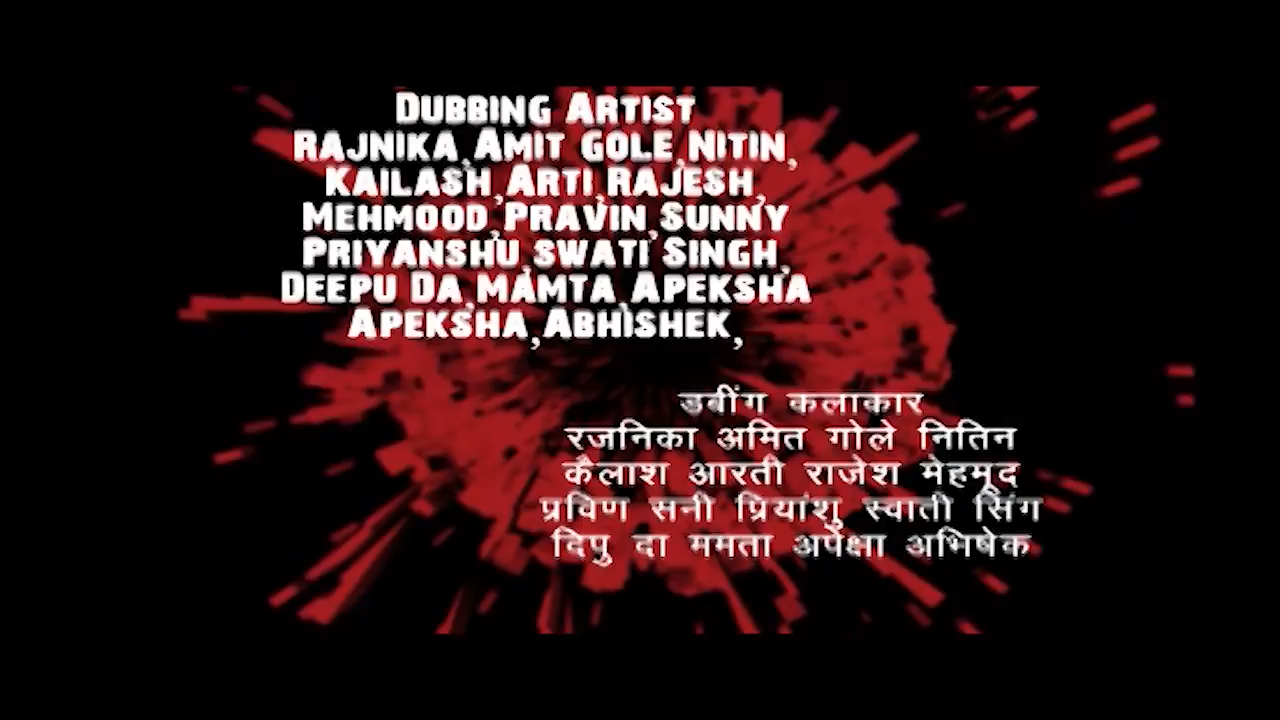 DUBBING ARTIST
RAJNIKA, AMIT GOLE, NITIN,
KAILASH, ARTI, RAJESH,
MEHMOOD, PRAVIN, SUNNY
PRIYANSHU, SWATI SINGH,
DEEPU DA, MAMTA, APEKSHA
APEKSHA, ABHISHEK,
डबींग कलाकार
रजनिका अमित गोले नितिन
कैलाश आरती राजेश मेहमूद
प्रविण सनी प्रियांशु स्वाती सिंग
दिपु दा ममता अपेक्षा अभिषेक